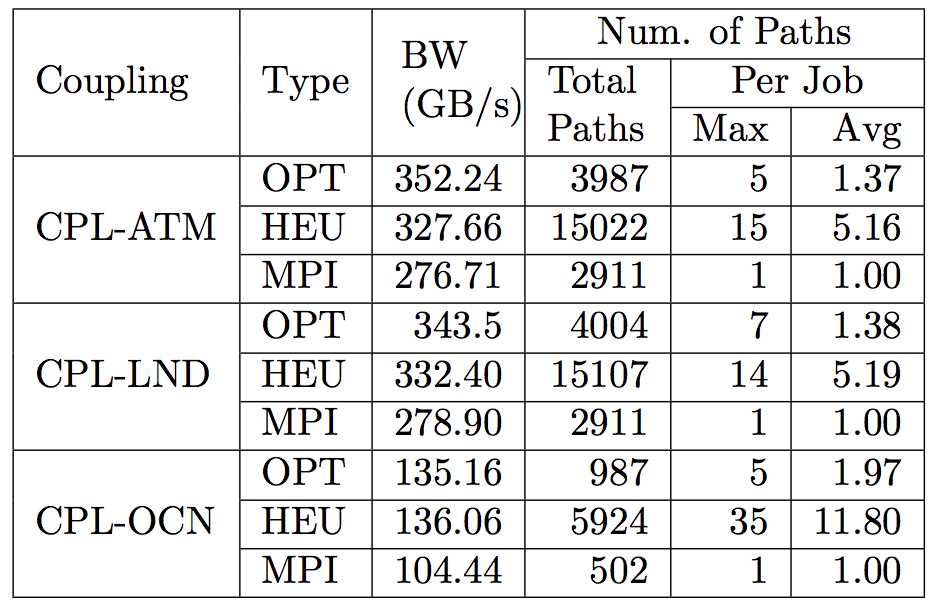 Coupling Type BW (GB/s) Num. of Paths
Total Paths Per Job
Max Avg
CPL-ATM OPT 352.24 3987 5 1.37
HEU 327.66 15022 15 5.16
MPI 276.71 2911 1 1.00
CPL-LND OPT 343.5 4004 7 1.38
HEU 332.40 15107 14 5.19
MPI 278.90 2911 1 1.00
CPL-OCN OPT 135.16 987 5 1.97
HEU 136.06 5924 35 11.80
MPI 104.44 502 1 1.00